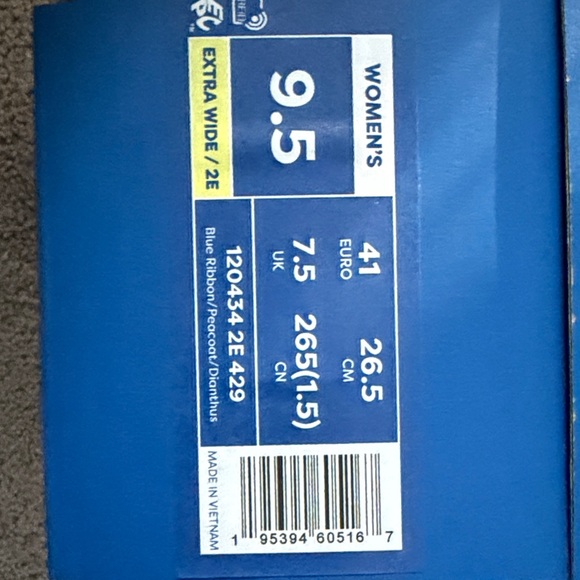 WOMEN'S
9.5
EXTRA WIDE / 2E
41 26.5
EURO CM
7.5 265(1.5)
UK CN
120434 2E 429
Blue Ribbon/Peacoat/Dianthus
1 95394 60516 7
MADE IN VIETNAM